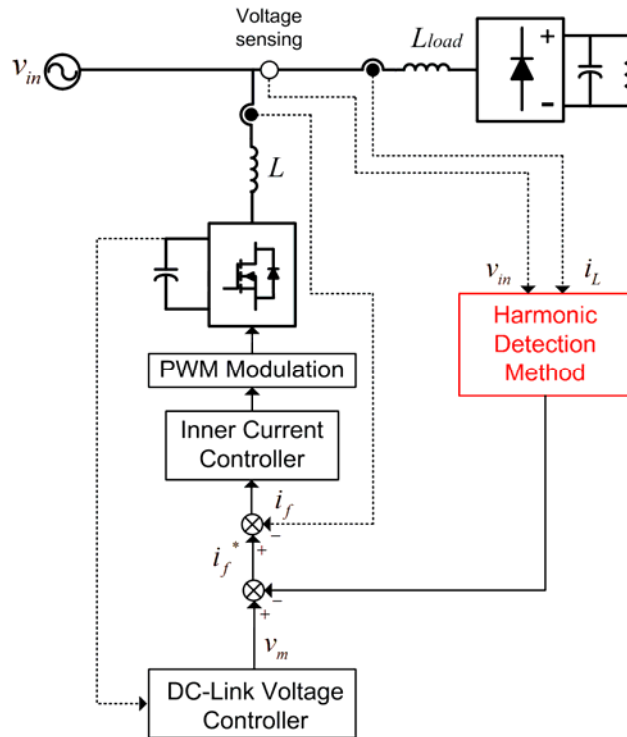 Voltage
sensing
L_load
+
v_in
−
L
v_in
i_L
Harmonic
Detection
Method
PWM Modulation
Inner Current
Controller
i_f
−
+
i_f*
−
+
v_m
DC-Link Voltage
Controller